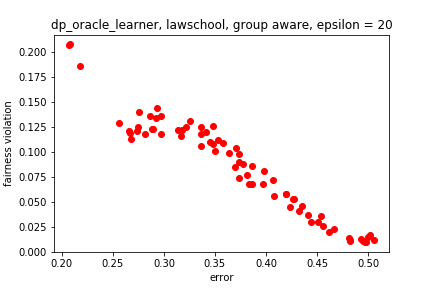 dp_oracle_learner, lawschool, group aware, epsilon = 20
fairness violation
0.200
0.175
0.150
0.125
0.100
0.075
0.050
0.025
0.000
0.20 0.25 0.30 0.35 0.40 0.45 0.50
error